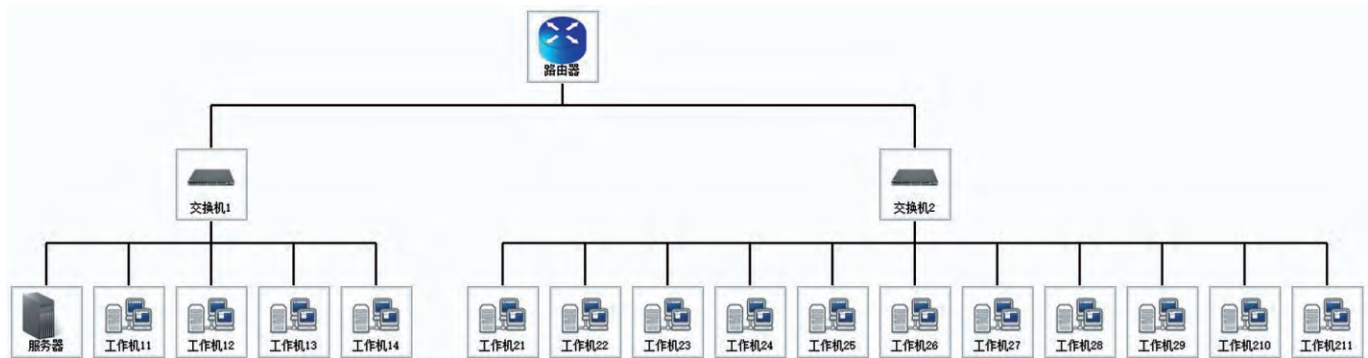 路由器
交换机1
交换机2
服务器
工作机11
工作机12
工作机13
工作机14
工作机21
工作机22
工作机23
工作机24
工作机25
工作机26
工作机27
工作机28
工作机29
工作机210
工作机211